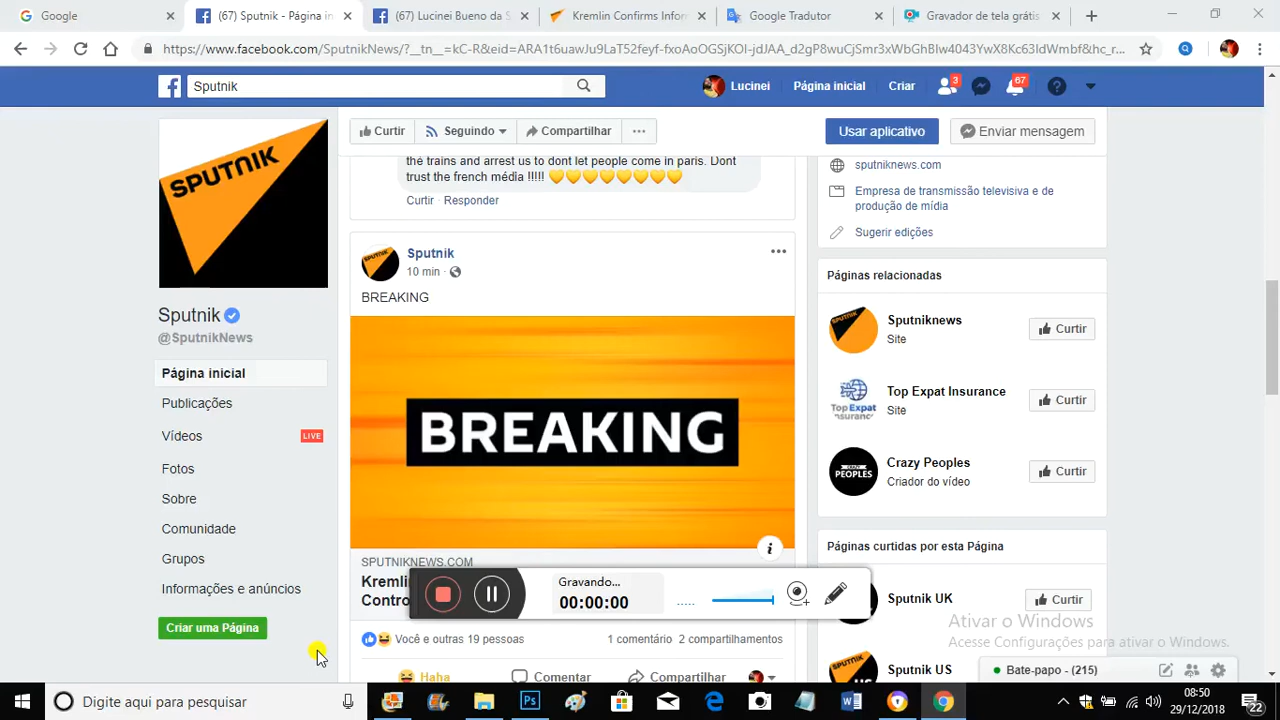 Google
(67) Sputnik - Página in
(67) Lucinei Bueno da S
Kremlin Confirms Inform
Google Tradutor
Gravador de tela grátis
https://www.facebook.com/SputnikNews/?__tn__=kC-R&eid=ARA1t6uawJu9LaT52feyf-fxoAoOGSjKOI-jdJAA_d2gP8wuCjSmr3xWbGhBIw4043YwX8Kc63IdWmbf&hc_r...
Sputnik
Lucinei
Página inicial
Criar
3
67
SPUTNIK
Curtir
Seguindo
Compartilhar
Usar aplicativo
Enviar mensagem
the trains and arrest us to dont let people come in paris. Dont
trust the french média !!!!! 💛💛💛💛💛💛💛
Curtir · Responder
sputniknews.com
Empresa de transmissão televisiva e de
produção de mídia
Sugerir edições
Sputnik
@SputnikNews
Página inicial
Publicações
Vídeos
LIVE
Fotos
Sobre
Comunidade
Grupos
Informações e anúncios
Criar uma Página
Sputnik
10 min ·
BREAKING
BREAKING
SPUTNIKNEWS.COM
Você e outras 19 pessoas
1 comentário 2 compartilhamentos
Haha
Comentar
Compartilhar
Gravando...
00:00:00
Páginas relacionadas
Sputniknews
Site
Curtir
Top Expat Insurance
Site
Curtir
Crazy Peoples
Criador do vídeo
Curtir
Páginas curtidas por esta Página
Sputnik UK
Curtir
Sputnik US
Ativar o Windows
Acesse Configurações para ativar o Windows.
Bate-papo - (215)
Digite aqui para pesquisar
08:50
29/12/2018
22